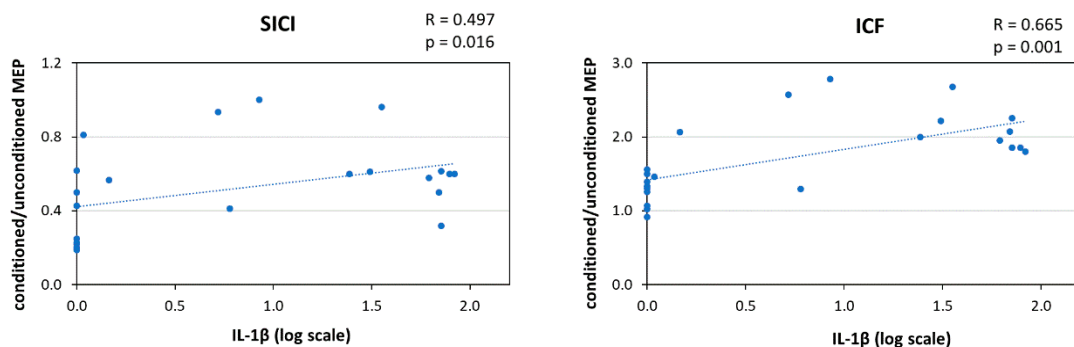 SICI
R = 0.497
p = 0.016
conditioned/unconditioned MEP
1.2
0.8
0.4
0.0
0.0 0.5 1.0 1.5 2.0
IL-1β (log scale)
ICF
R = 0.665
p = 0.001
conditioned/unconditioned MEP
3.0
2.0
1.0
0.0
0.0 0.5 1.0 1.5 2.0
IL-1β (log scale)